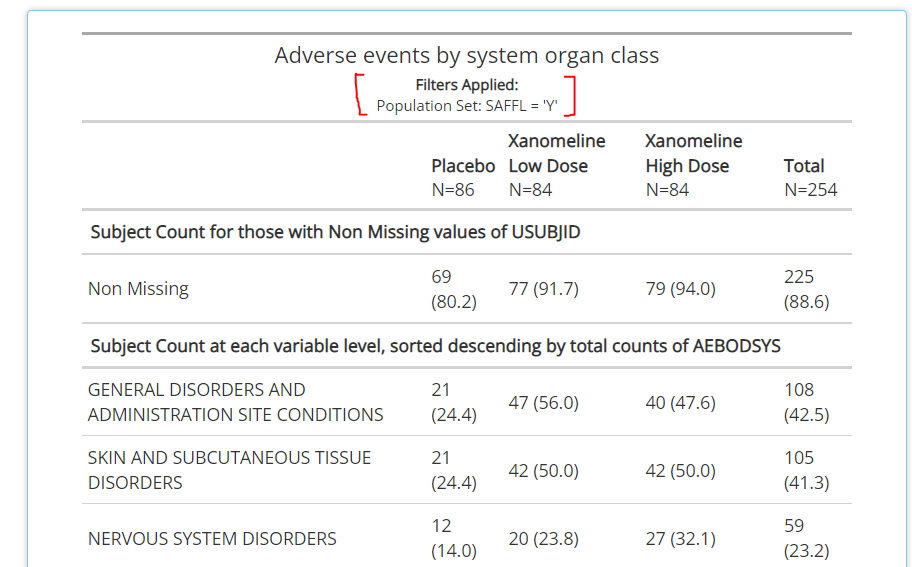 Adverse events by system organ class
Filters Applied:
Population Set: SAFFL = 'Y'
Xanomeline Xanomeline
Placebo Low Dose High Dose Total
N=86 N=84 N=84 N=254
Subject Count for those with Non Missing values of USUBJID
69 225
Non Missing 77 (91.7) 79 (94.0)
(80.2) (88.6)
Subject Count at each variable level, sorted descending by total counts of AEBODSYS
GENERAL DISORDERS AND 21 108
47 (56.0) 40 (47.6)
ADMINISTRATION SITE CONDITIONS (24.4) (42.5)
SKIN AND SUBCUTANEOUS TISSUE 21 105
42 (50.0) 42 (50.0)
DISORDERS (24.4) (41.3)
12 59
NERVOUS SYSTEM DISORDERS 20 (23.8) 27 (32.1)
(14.0) (23.2)